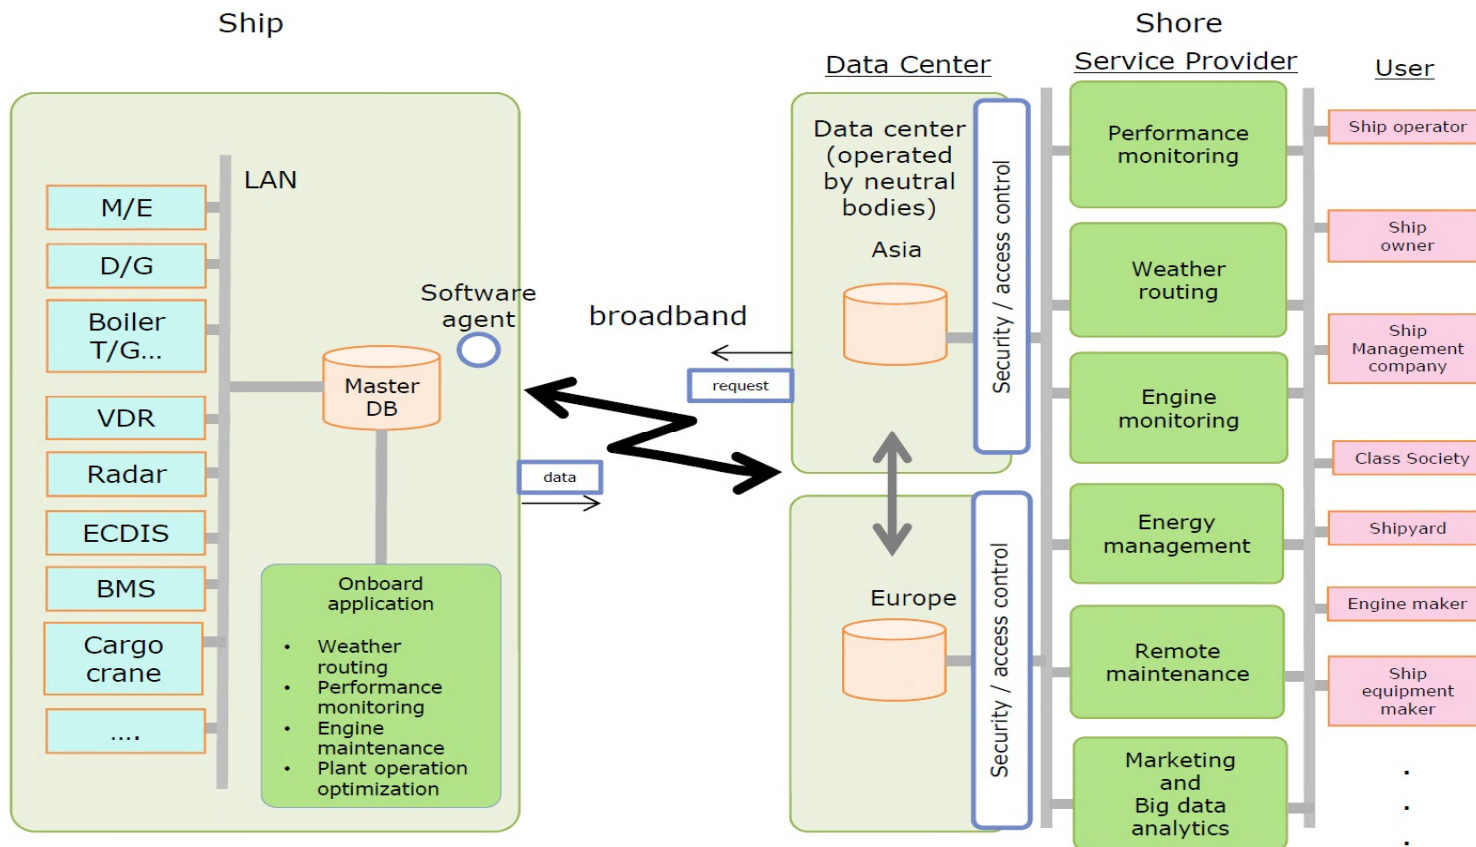 Ship
Shore
Data Center
Service Provider
User
LAN
M/E
D/G
Boiler
T/G...
VDR
Radar
ECDIS
BMS
Cargo
crane
....
Software
agent
Master
DB
Onboard
application
• Weather
routing
• Performance
monitoring
• Engine
maintenance
• Plant operation
optimization
broadband
request
data
Data center
(operated
by neutral
bodies)
Asia
Security / access control
Europe
Security / access control
Performance
monitoring
Weather
routing
Engine
monitoring
Energy
management
Remote
maintenance
Marketing
and
Big data
analytics
Ship operator
Ship
owner
Ship
Management
company
Class Society
Shipyard
Engine maker
Ship
equipment
maker
.
.
.